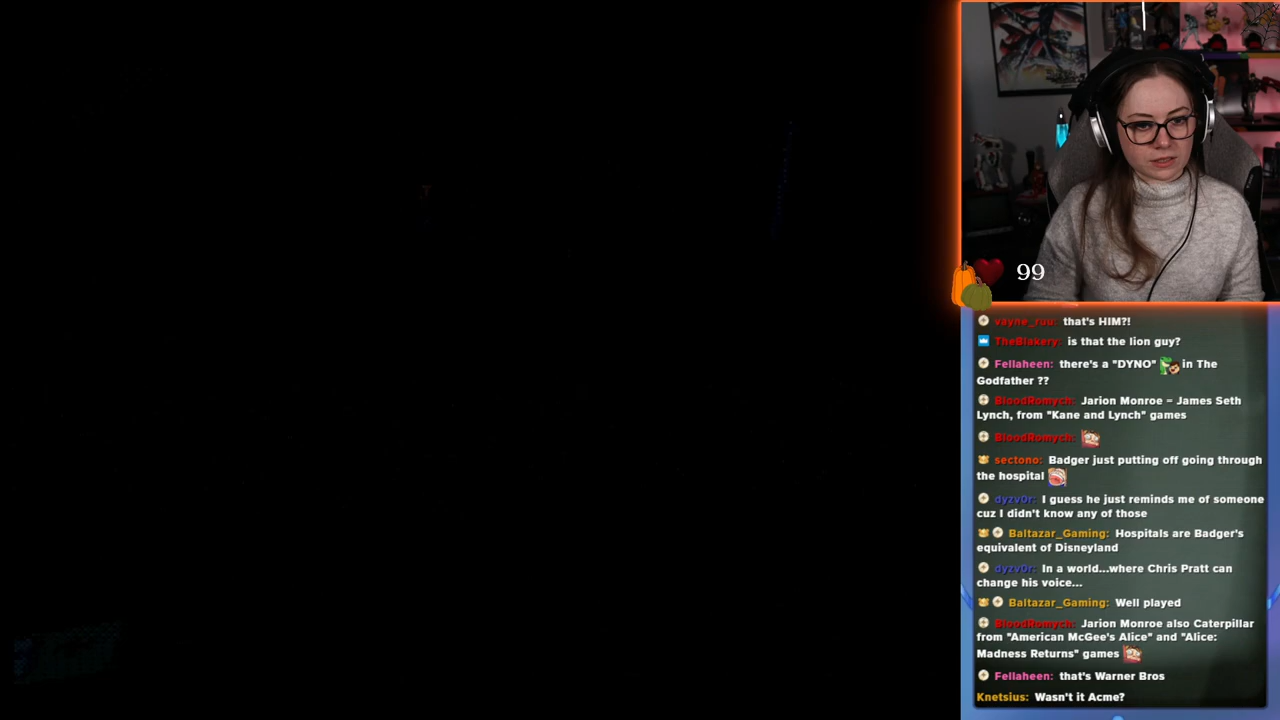 99
vayne_ruu: that's HIM?!
TheBlakery: is that the lion guy?
Fellaheen: there's a "DYNO" in The
Godfather ??
BloodRomych: Jarion Monroe = James Seth
Lynch, from "Kane and Lynch" games
BloodRomych:
sectono: Badger just putting off going through
the hospital
dyzv0r: I guess he just reminds me of someone
cuz I didn't know any of those
Baltazar_Gaming: Hospitals are Badger's
equivalent of Disneyland
dyzv0r: In a world...where Chris Pratt can
change his voice...
Baltazar_Gaming: Well played
BloodRomych: Jarion Monroe also Caterpillar
from "American McGee's Alice" and "Alice:
Madness Returns" games
Fellaheen: that's Warner Bros
Knetsius: Wasn't it Acme?